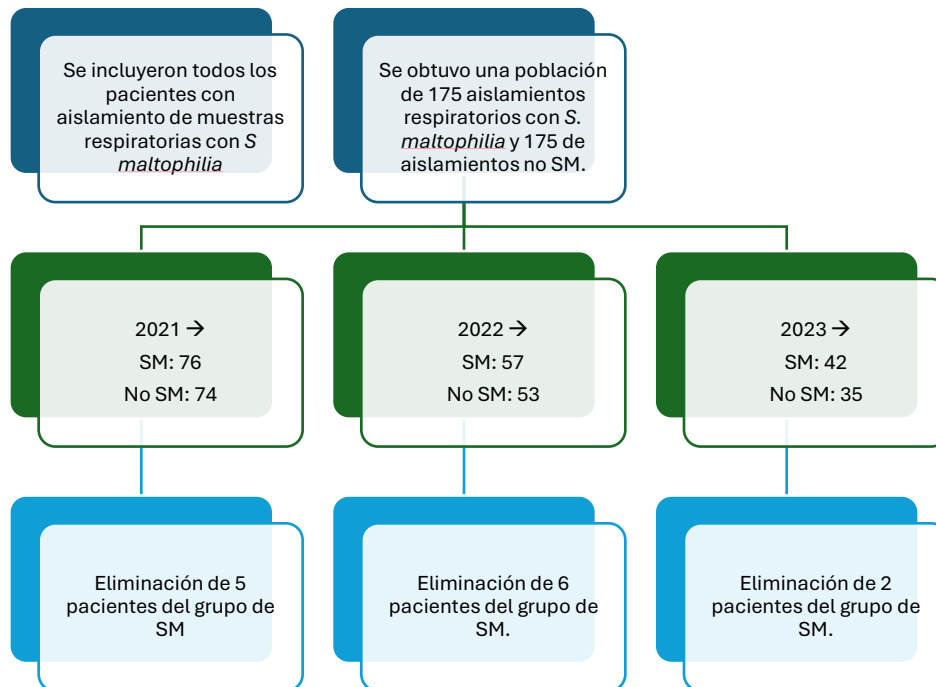 Se incluyeron todos los
pacientes con
aislamiento de muestras
respiratorias con S
maltophilia
Se obtuvo una población
de 175 aislamientos
respiratorios con S.
maltophilia y 175 de
aislamientos no SM.
2021 →
SM: 76
No SM: 74
2022 →
SM: 57
No SM: 53
2023 →
SM: 42
No SM: 35
Eliminación de 5
pacientes del grupo de
SM
Eliminación de 6
pacientes del grupo de
SM.
Eliminación de 2
pacientes del grupo de
SM.